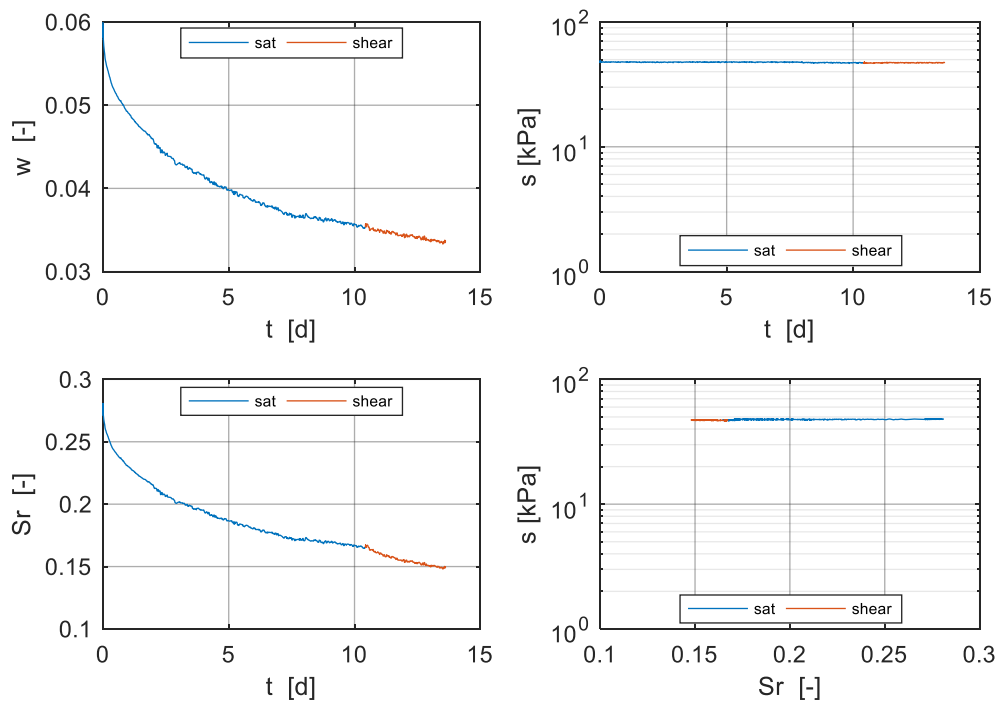 0.06
0.05
0.04
0.03
w [-]
sat shear
0 5 10 15
t [d]
10^2
10^1
10^0
s [kPa]
sat shear
0 5 10 15
t [d]
0.3
0.25
0.2
0.15
0.1
Sr [-]
sat shear
0 5 10 15
t [d]
10^2
10^1
10^0
s [kPa]
sat shear
0.1 0.15 0.2 0.25 0.3
Sr [-]